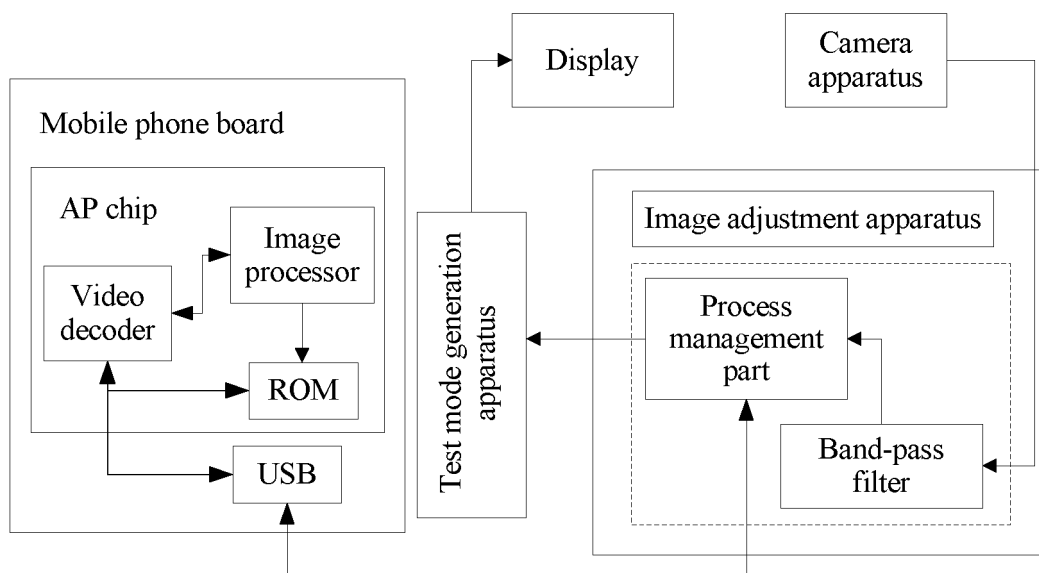 Display
Camera
apparatus
Mobile phone board
AP chip
Image
processor
Video
decoder
ROM
USB
Test mode generation
apparatus
Image adjustment apparatus
Process
management
part
Band-pass
filter